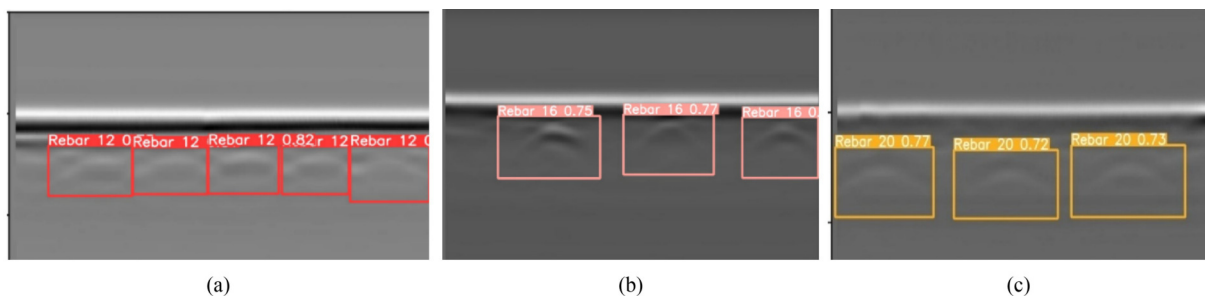 Rebar 16 0.75
Rebar 16 0.77
Rebar 16
Rebar 12
Rebar 12
Rebar 12 0.82
12
Rebar 12
Rebar 20 0.77
Rebar 20 0.72
Rebar 20 0.73
(a)
(b)
(c)